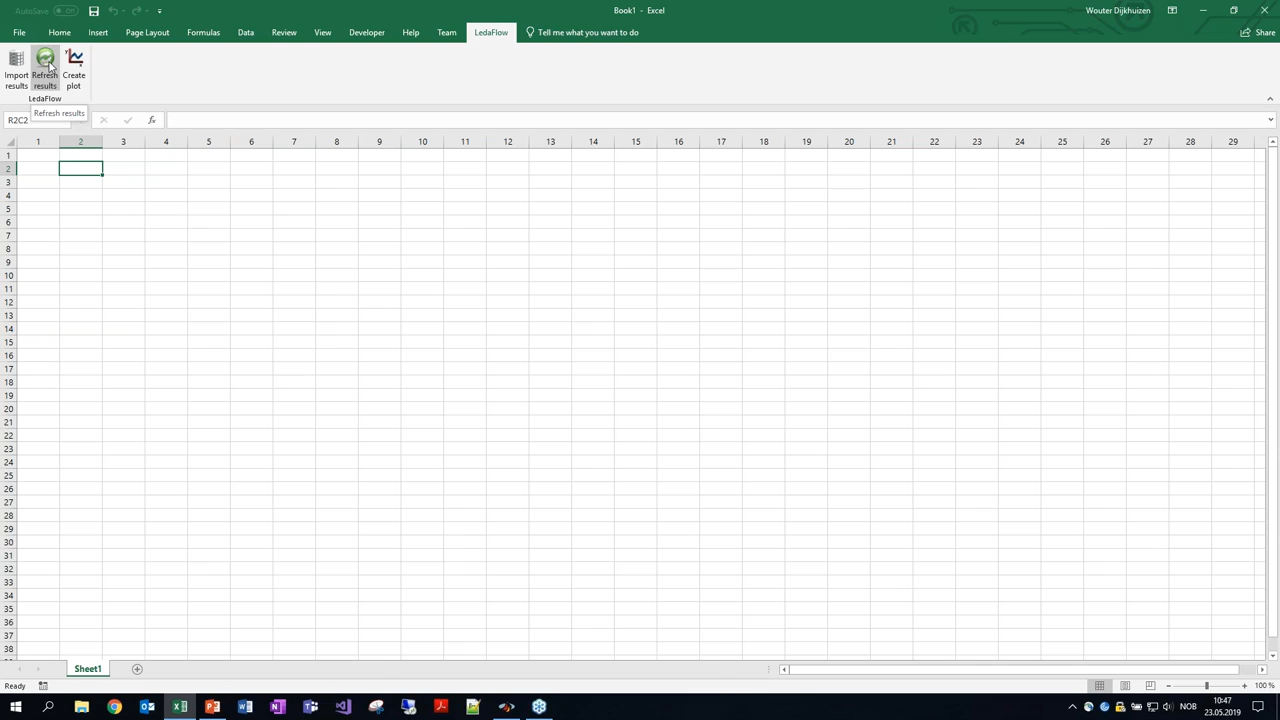 AutoSave Off
Book1 - Excel
Wouter Dijkhuizen
File Home Insert Page Layout Formulas Data Review View Developer Help Team LedaFlow Tell me what you want to do Share
Import results
Refresh results
Create plot
LedaFlow
Refresh results
R2C2 fx
1 2 3 4 5 6 7 8 9 10 11 12 13 14 15 16 17 18 19 20 21 22 23 24 25 26 27 28 29
1
2
3
4
5
6
7
8
9
10
11
12
13
14
15
16
17
18
19
20
21
22
23
24
25
26
27
28
29
30
31
32
33
34
35
36
37
38
Sheet1
Ready
100 %
10:47
NOB
23.05.2019